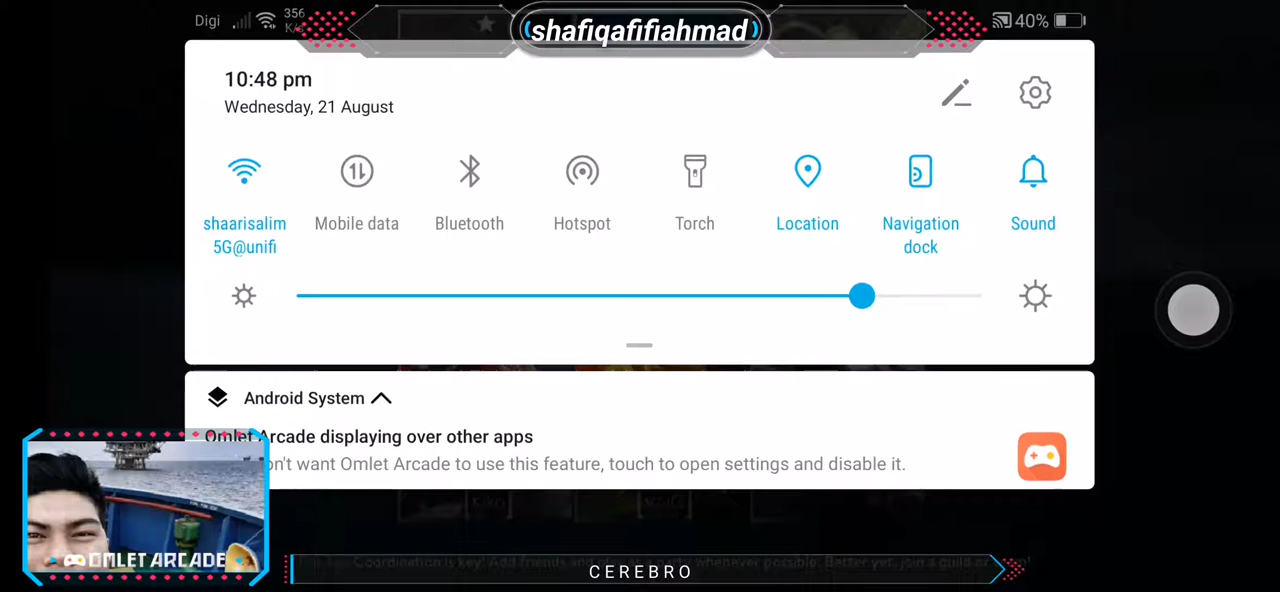 Digi
356
K/s
shafiqafifiahmad
40%
10:48 pm
Wednesday, 21 August
shaarisalim
5G@unifi
Mobile data
Bluetooth
Hotspot
Torch
Location
Navigation
dock
Sound
Android System
Omlet Arcade displaying over other apps
on't want Omlet Arcade to use this feature, touch to open settings and disable it.
OMLET ARCADE
Coordination is key! Add friends and whenever possible. Better yet, join a guild or
CEREBRO